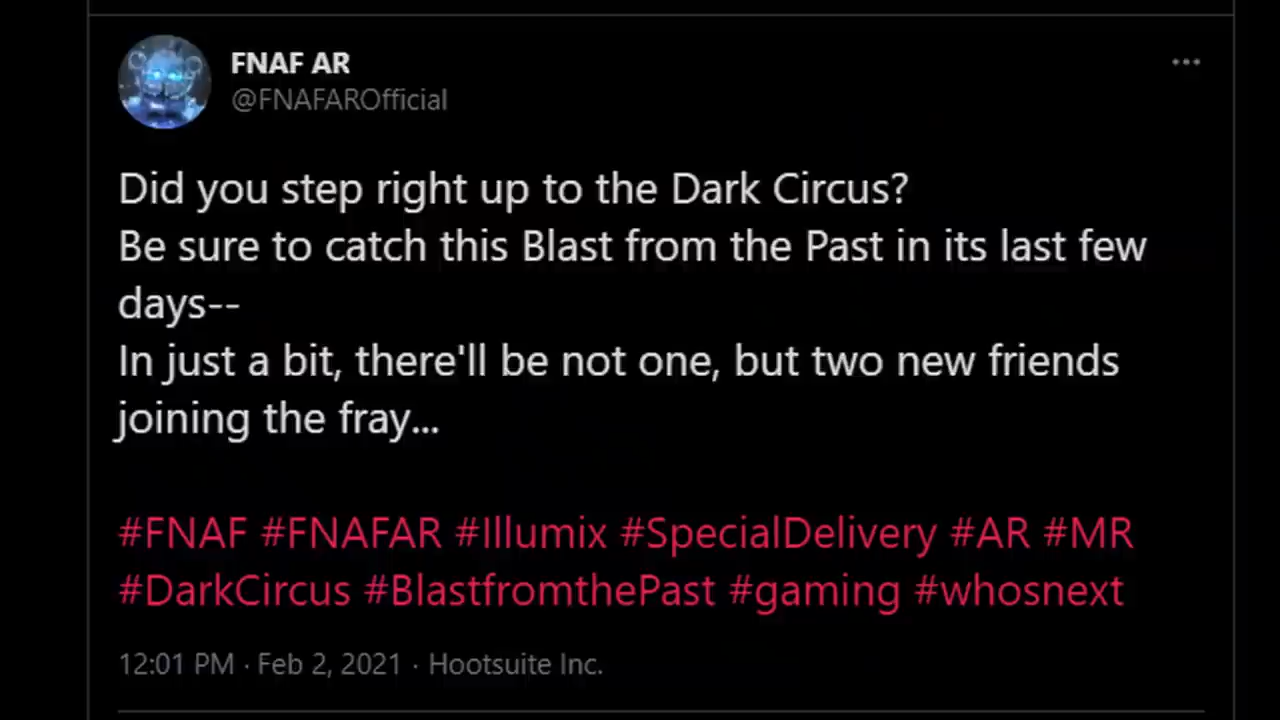 FNAF AR
@FNAFAROfficial
Did you step right up to the Dark Circus?
Be sure to catch this Blast from the Past in its last few
days--
In just a bit, there'll be not one, but two new friends
joining the fray...
#FNAF #FNAFAR #Illumix #SpecialDelivery #AR #MR
#DarkCircus #BlastfromthePast #gaming #whosnext
12:01 PM · Feb 2, 2021 · Hootsuite Inc.